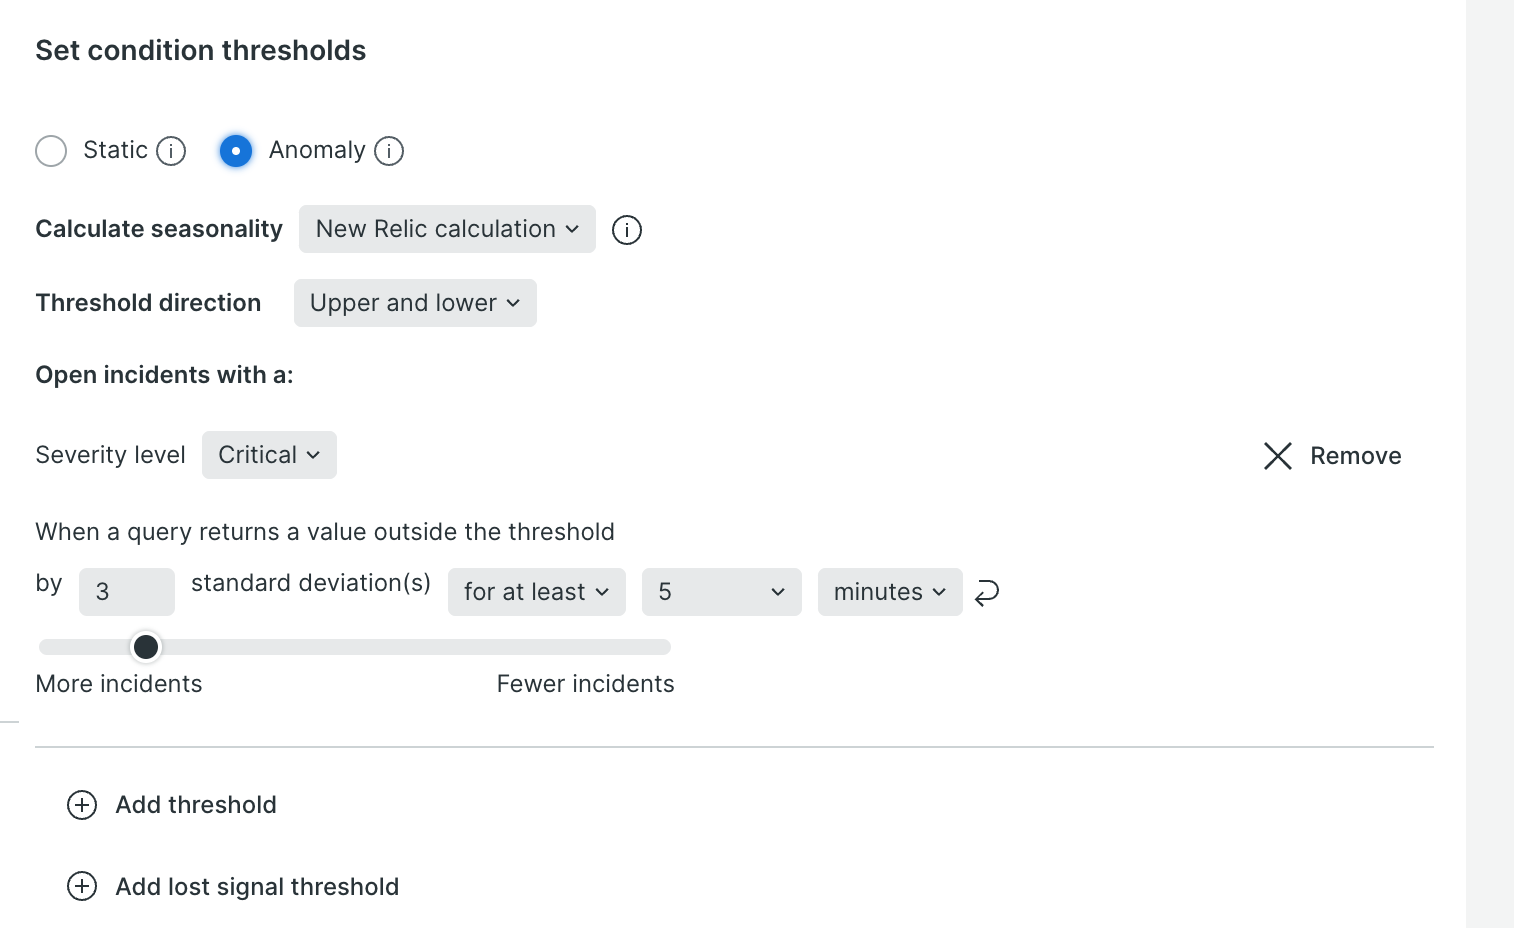 Set condition thresholds
Static i Anomaly i
Calculate seasonality New Relic calculation i
Threshold direction Upper and lower
Open incidents with a:
Severity level Critical Remove
When a query returns a value outside the threshold
by 3 standard deviation(s) for at least 5 minutes
More incidents Fewer incidents
Add threshold
Add lost signal threshold